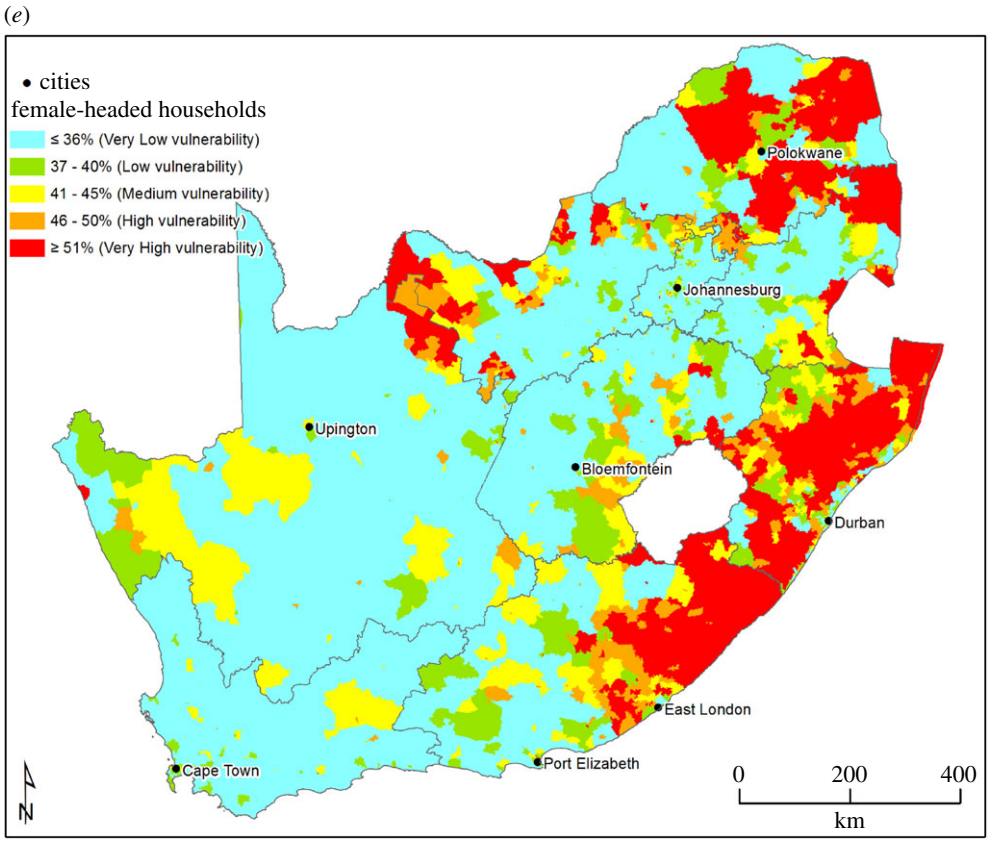 (e)
• cities
female-headed households
≤ 36% (Very Low vulnerability)
37 - 40% (Low vulnerability)
41 - 45% (Medium vulnerability)
46 - 50% (High vulnerability)
≥ 51% (Very High vulnerability)
Polokwane
Johannesburg
Upington
Bloemfontein
Durban
East London
Port Elizabeth
Cape Town
N
0 200 400
km